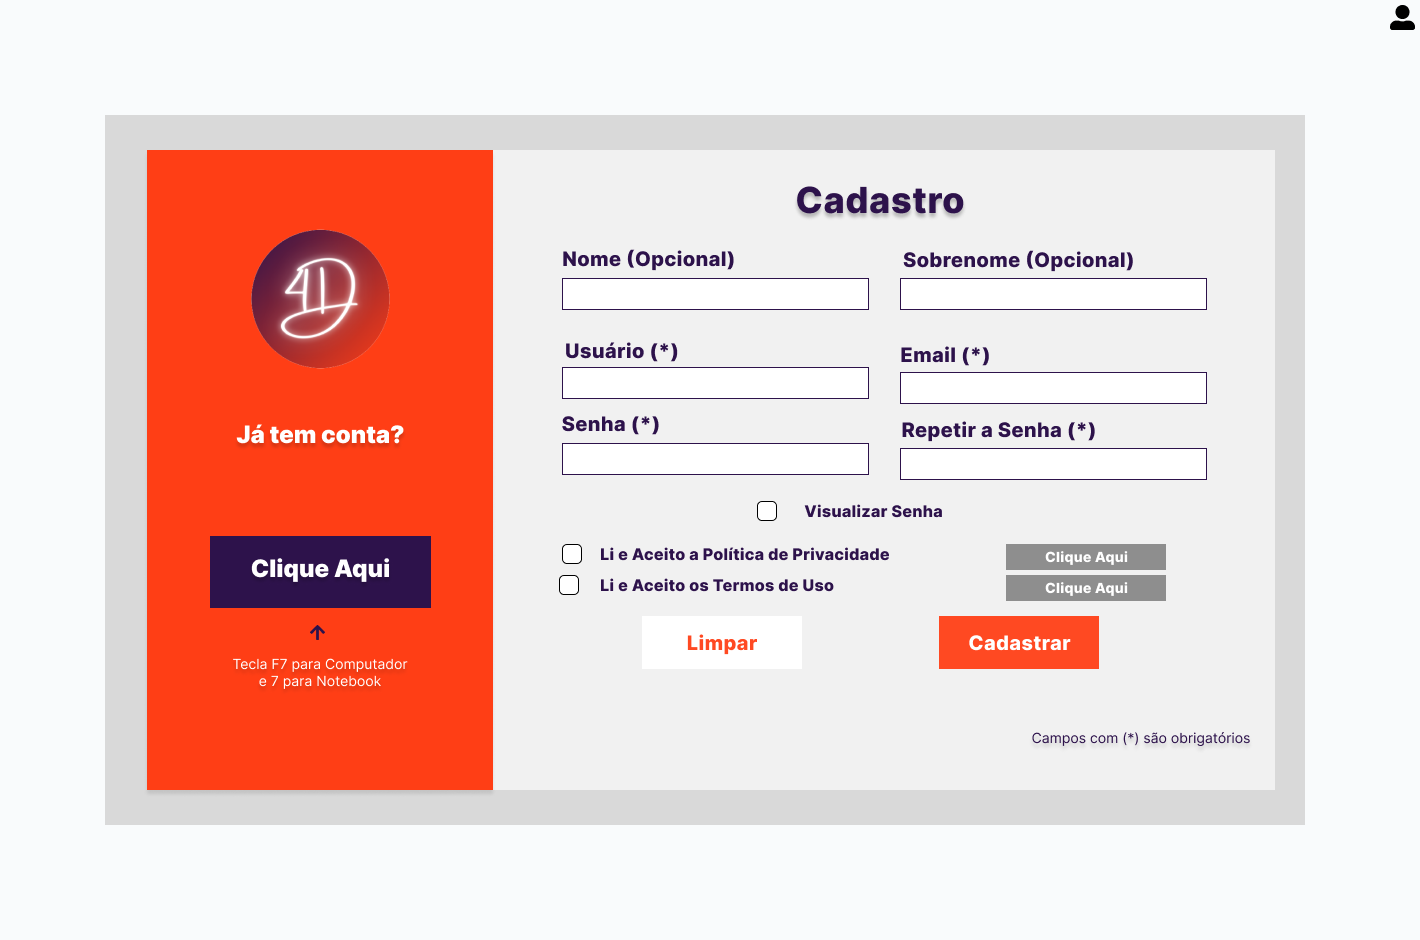 Já tem conta?
Clique Aqui
Tecla F7 para Computador
e 7 para Notebook
Cadastro
Nome (Opcional)
Sobrenome (Opcional)
Usuário (*)
Email (*)
Senha (*)
Repetir a Senha (*)
Visualizar Senha
Li e Aceito a Política de Privacidade
Clique Aqui
Li e Aceito os Termos de Uso
Clique Aqui
Limpar
Cadastrar
Campos com (*) são obrigatórios